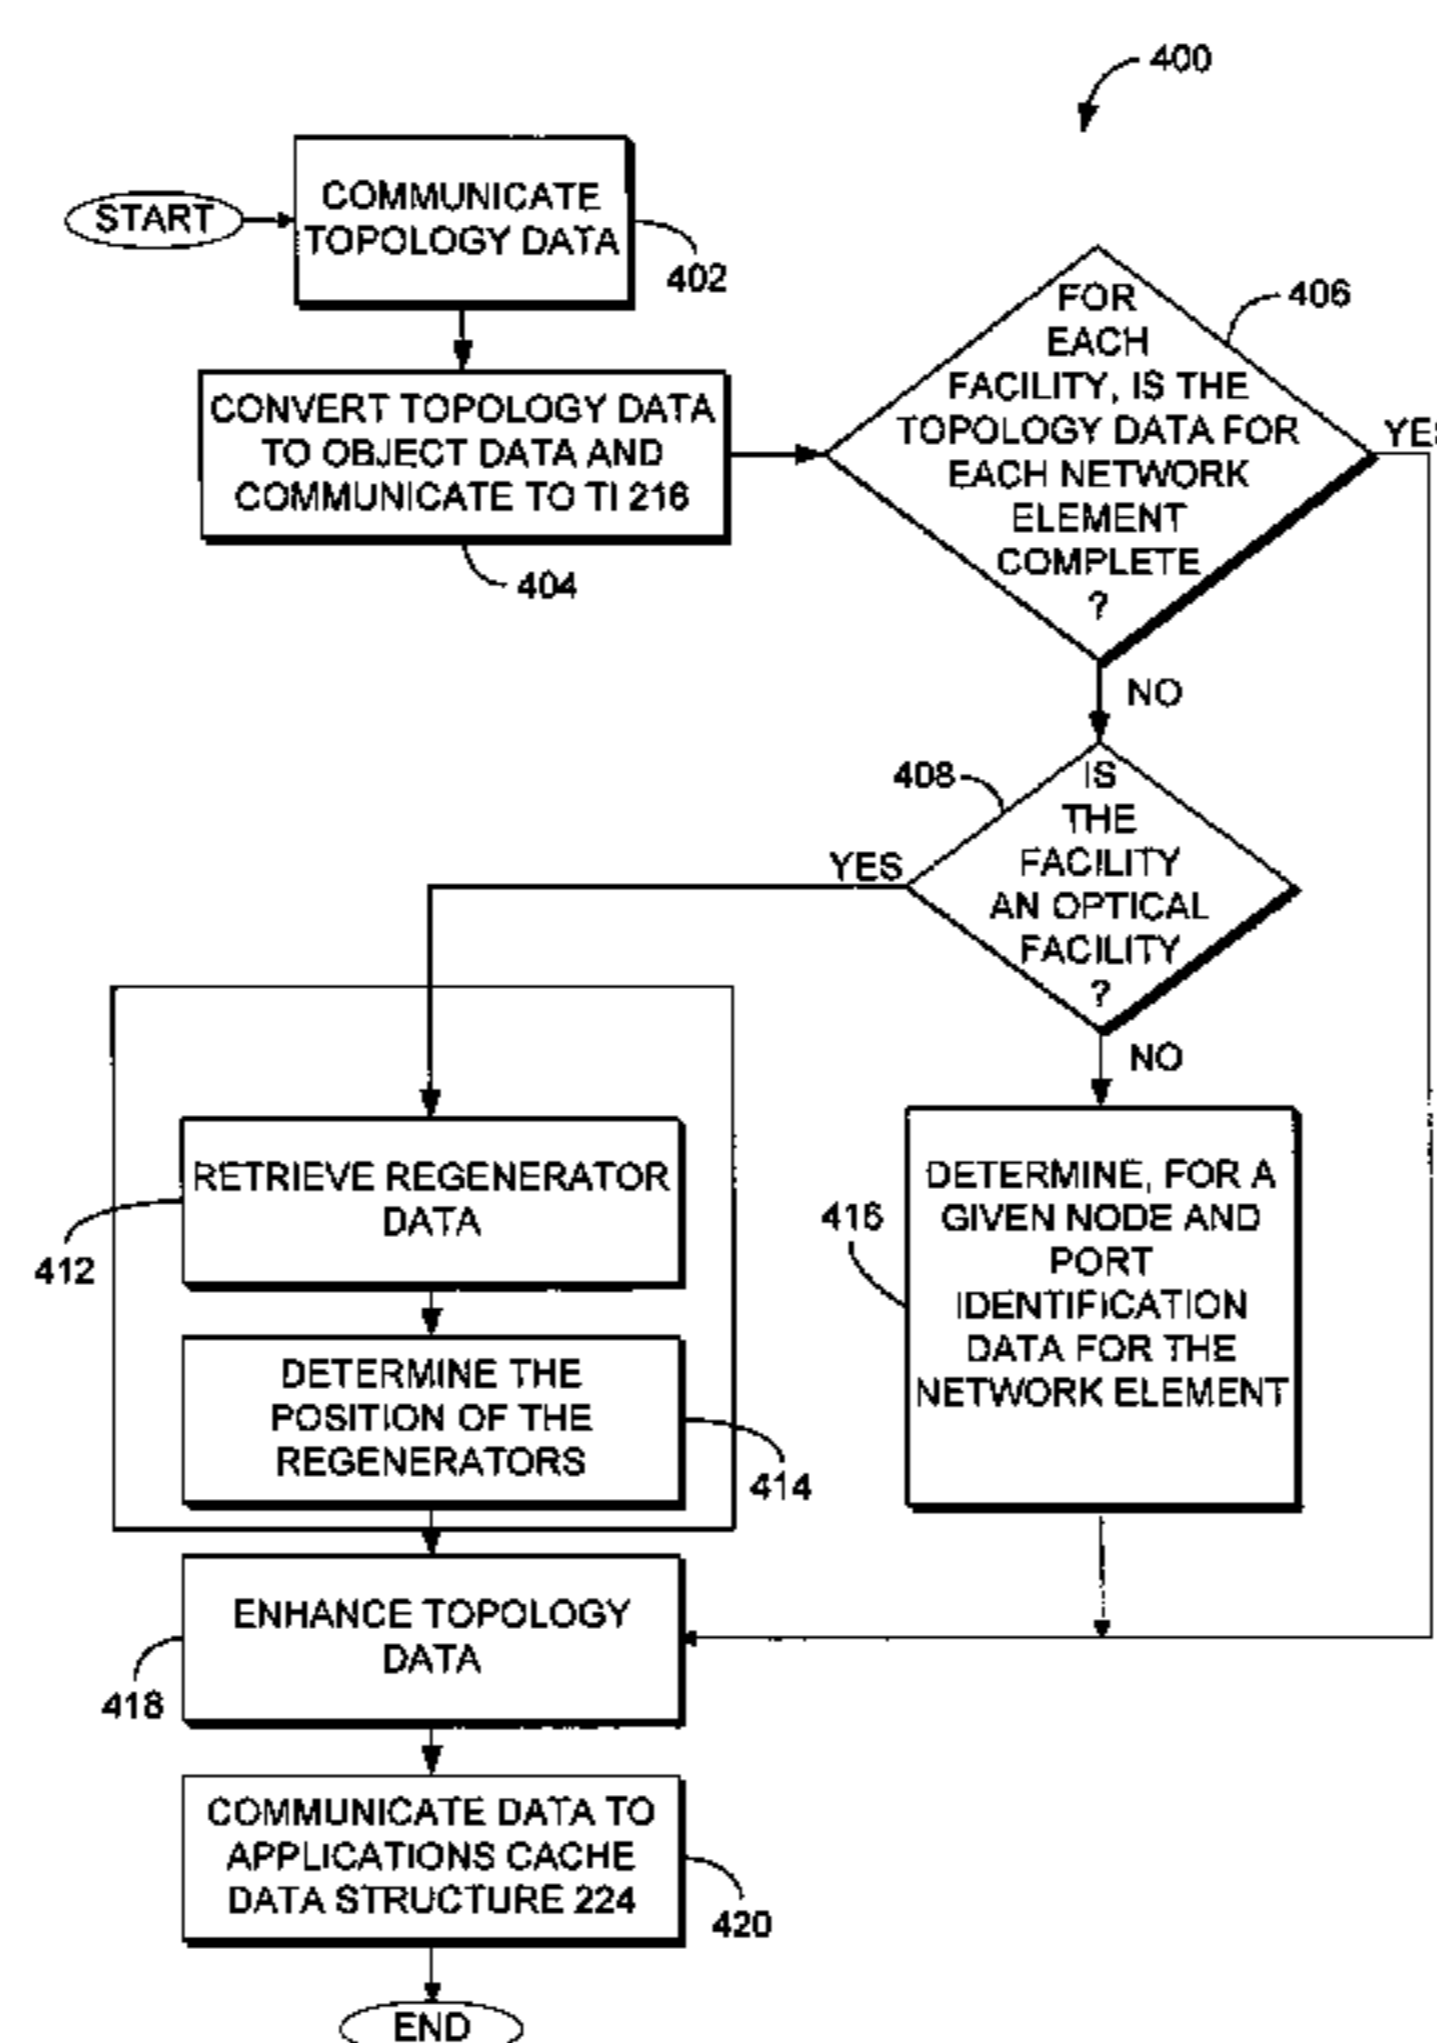 400
START
COMMUNICATE
TOPOLOGY DATA
402
CONVERT TOPOLOGY DATA
TO OBJECT DATA AND
COMMUNICATE TO TI 216
404
FOR
EACH
FACILITY, IS THE
TOPOLOGY DATA FOR
EACH NETWORK
ELEMENT
COMPLETE
?
406
YES
NO
408
IS
THE
FACILITY
AN OPTICAL
FACILITY
?
YES
NO
RETRIEVE REGENERATOR
DATA
412
DETERMINE THE
POSITION OF THE
REGENERATORS
414
416
DETERMINE, FOR A
GIVEN NODE AND
PORT
IDENTIFICATION
DATA FOR THE
NETWORK ELEMENT
ENHANCE TOPOLOGY
DATA
418
COMMUNICATE DATA TO
APPLICATIONS CACHE
DATA STRUCTURE 224
420
END